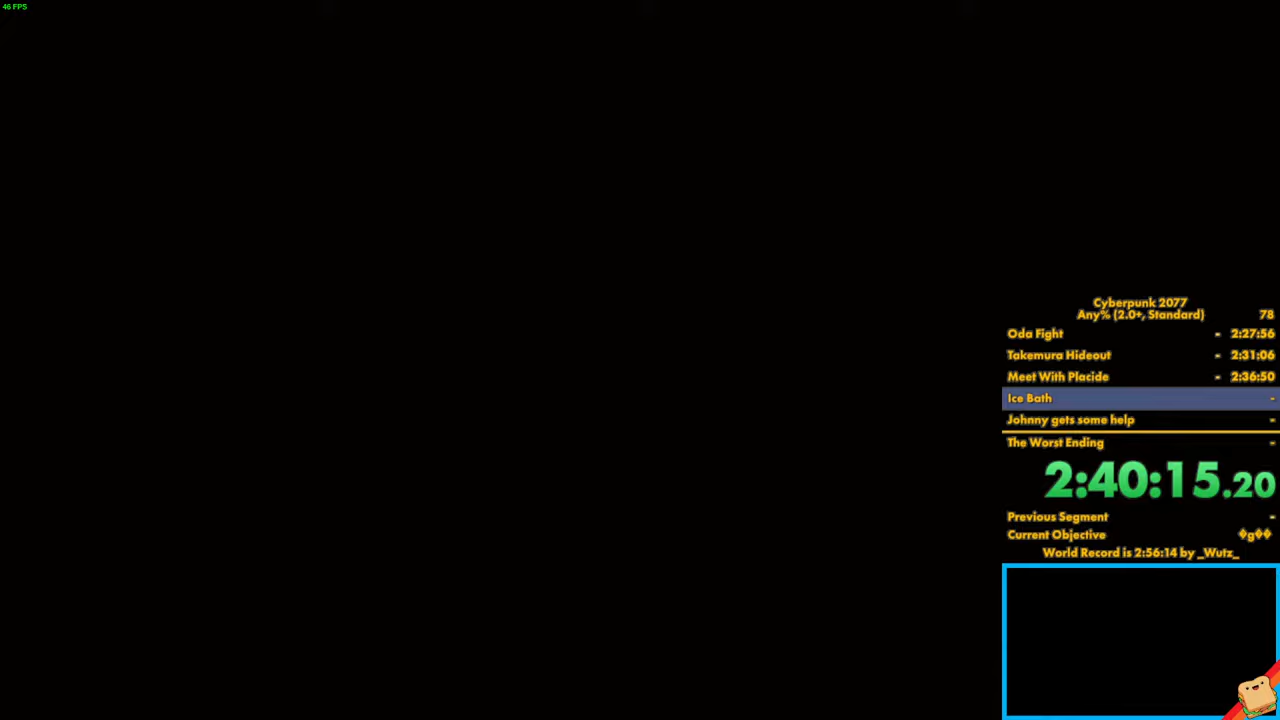 46 FPS
Cyberpunk 2077
Any% (2.0+, Standard) 78
Oda Fight - 2:27:56
Takemura Hideout - 2:31:06
Meet With Placide - 2:36:50
Ice Bath -
Johnny gets some help -
The Worst Ending -
2:40:15.20
Previous Segment -
Current Objective �g��
World Record is 2:56:14 by _Wutz_